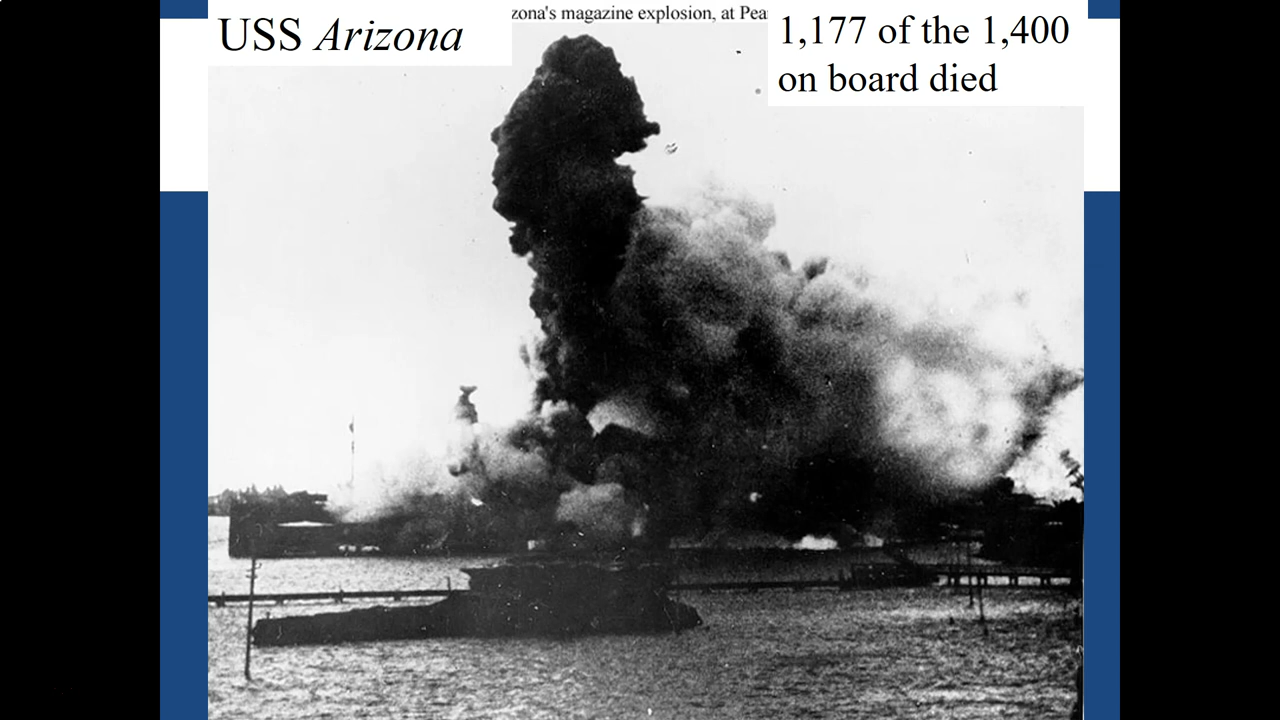 USS Arizona
zona's magazine explosion, at Pea
1,177 of the 1,400
on board died